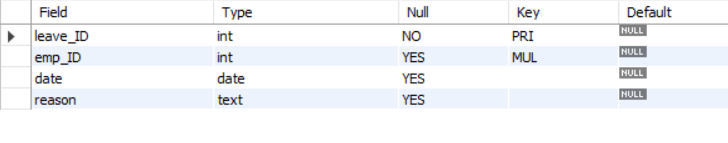 Field Type Null Key Default
leave_ID int NO PRI NULL
emp_ID int YES MUL NULL
date date YES NULL
reason text YES NULL